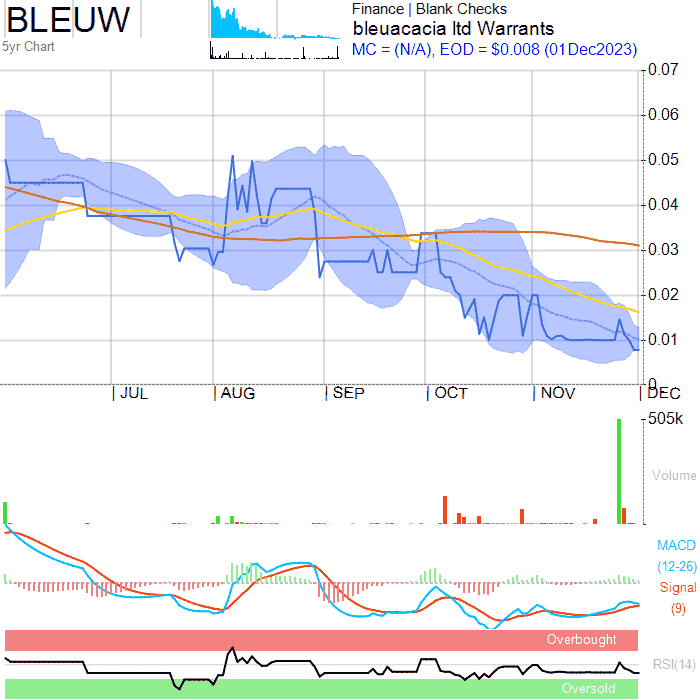 BLEUW
5yr Chart
Finance | Blank Checks
bleuacacia ltd Warrants
MC = (N/A), EOD = $0.008 (01Dec2023)
0.07
0.06
0.05
0.04
0.03
0.02
0.01
0
JUL AUG SEP OCT NOV DEC
505k
Volume
MACD
(12-26)
Signal
(9)
Overbought
RSI(14)
Oversold